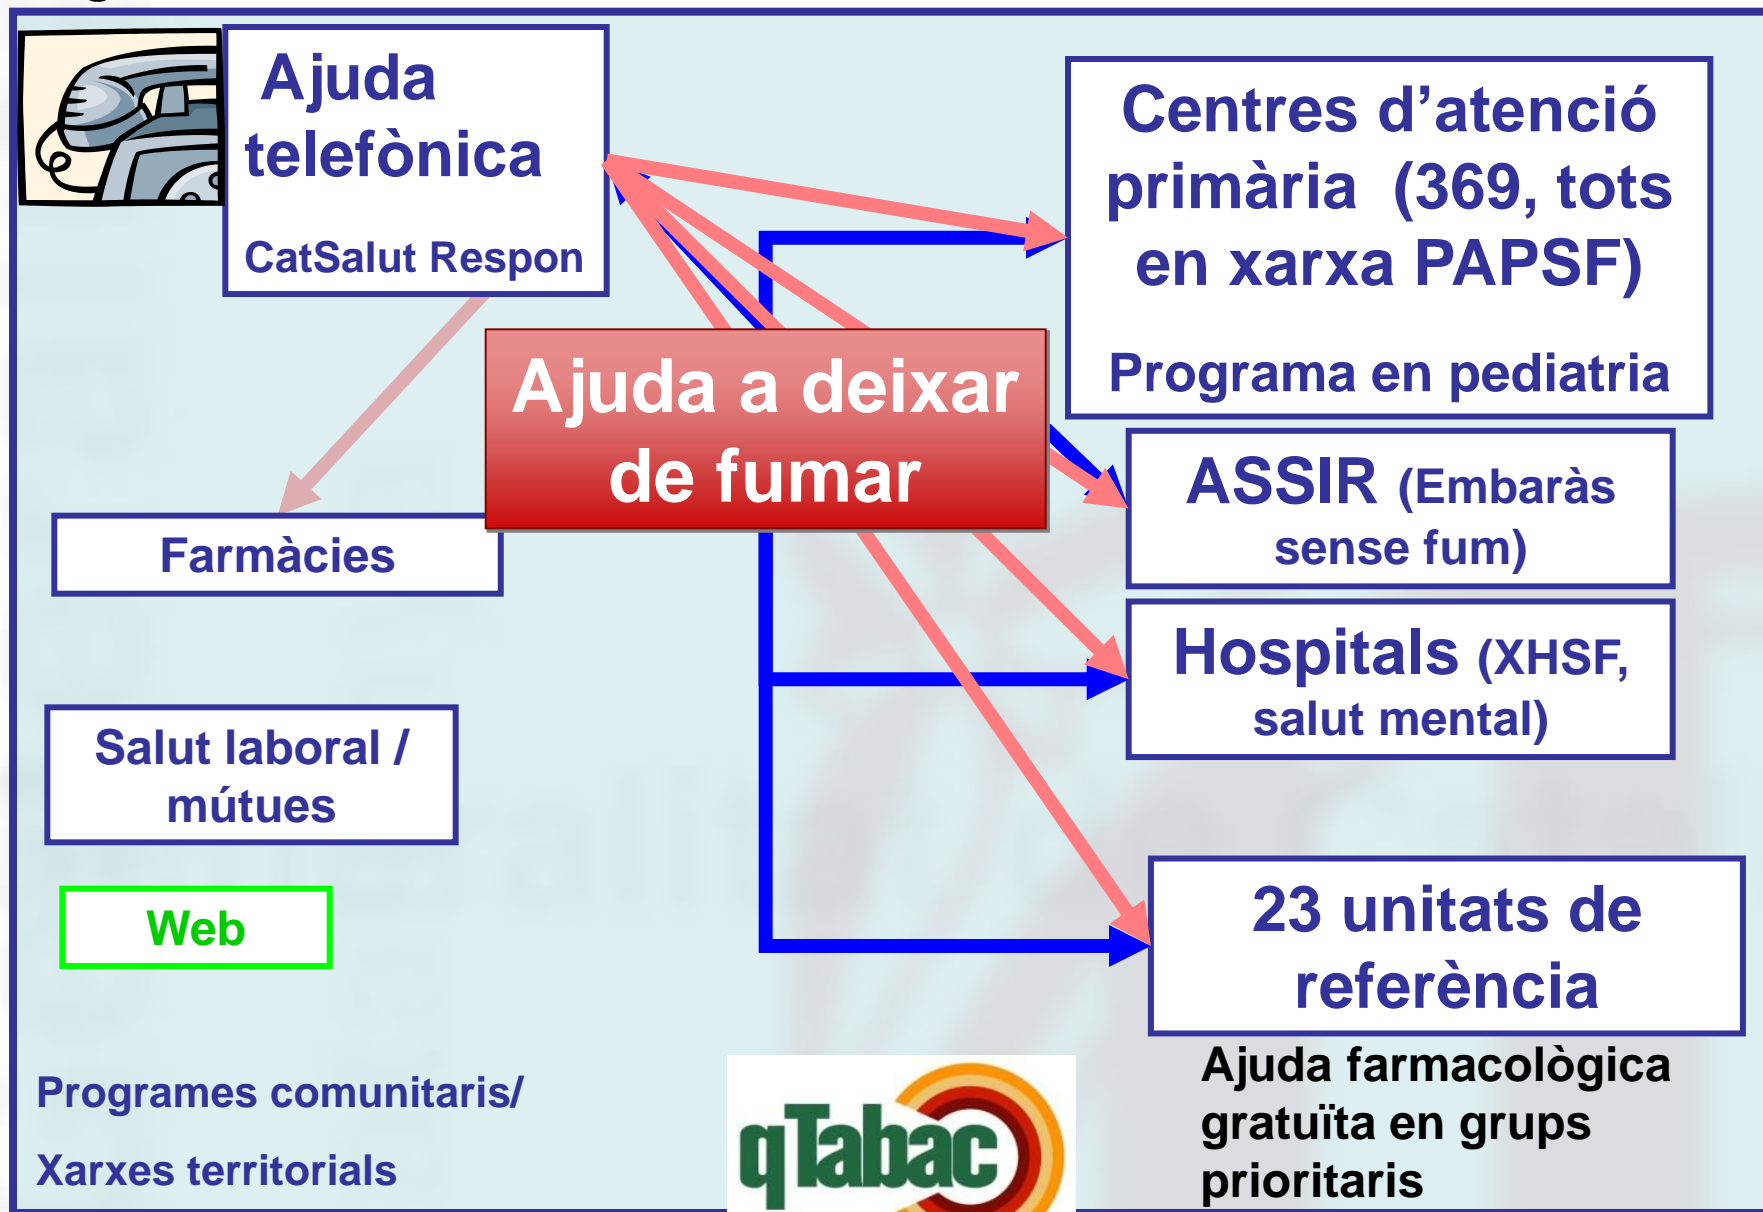 Ajuda
telefònica
CatSalut Respon
Centres d’atenció
primària (369, tots
en xarxa PAPSF)
Programa en pediatria
Ajuda a deixar
de fumar
ASSIR (Embaràs
sense fum)
Farmàcies
Hospitals (XHSF,
salut mental)
Salut laboral /
mútues
Web
23 unitats de
referència
Ajuda farmacològica
gratuïta en grups
prioritaris
Programes comunitaris/
Xarxes territorials
qTabac